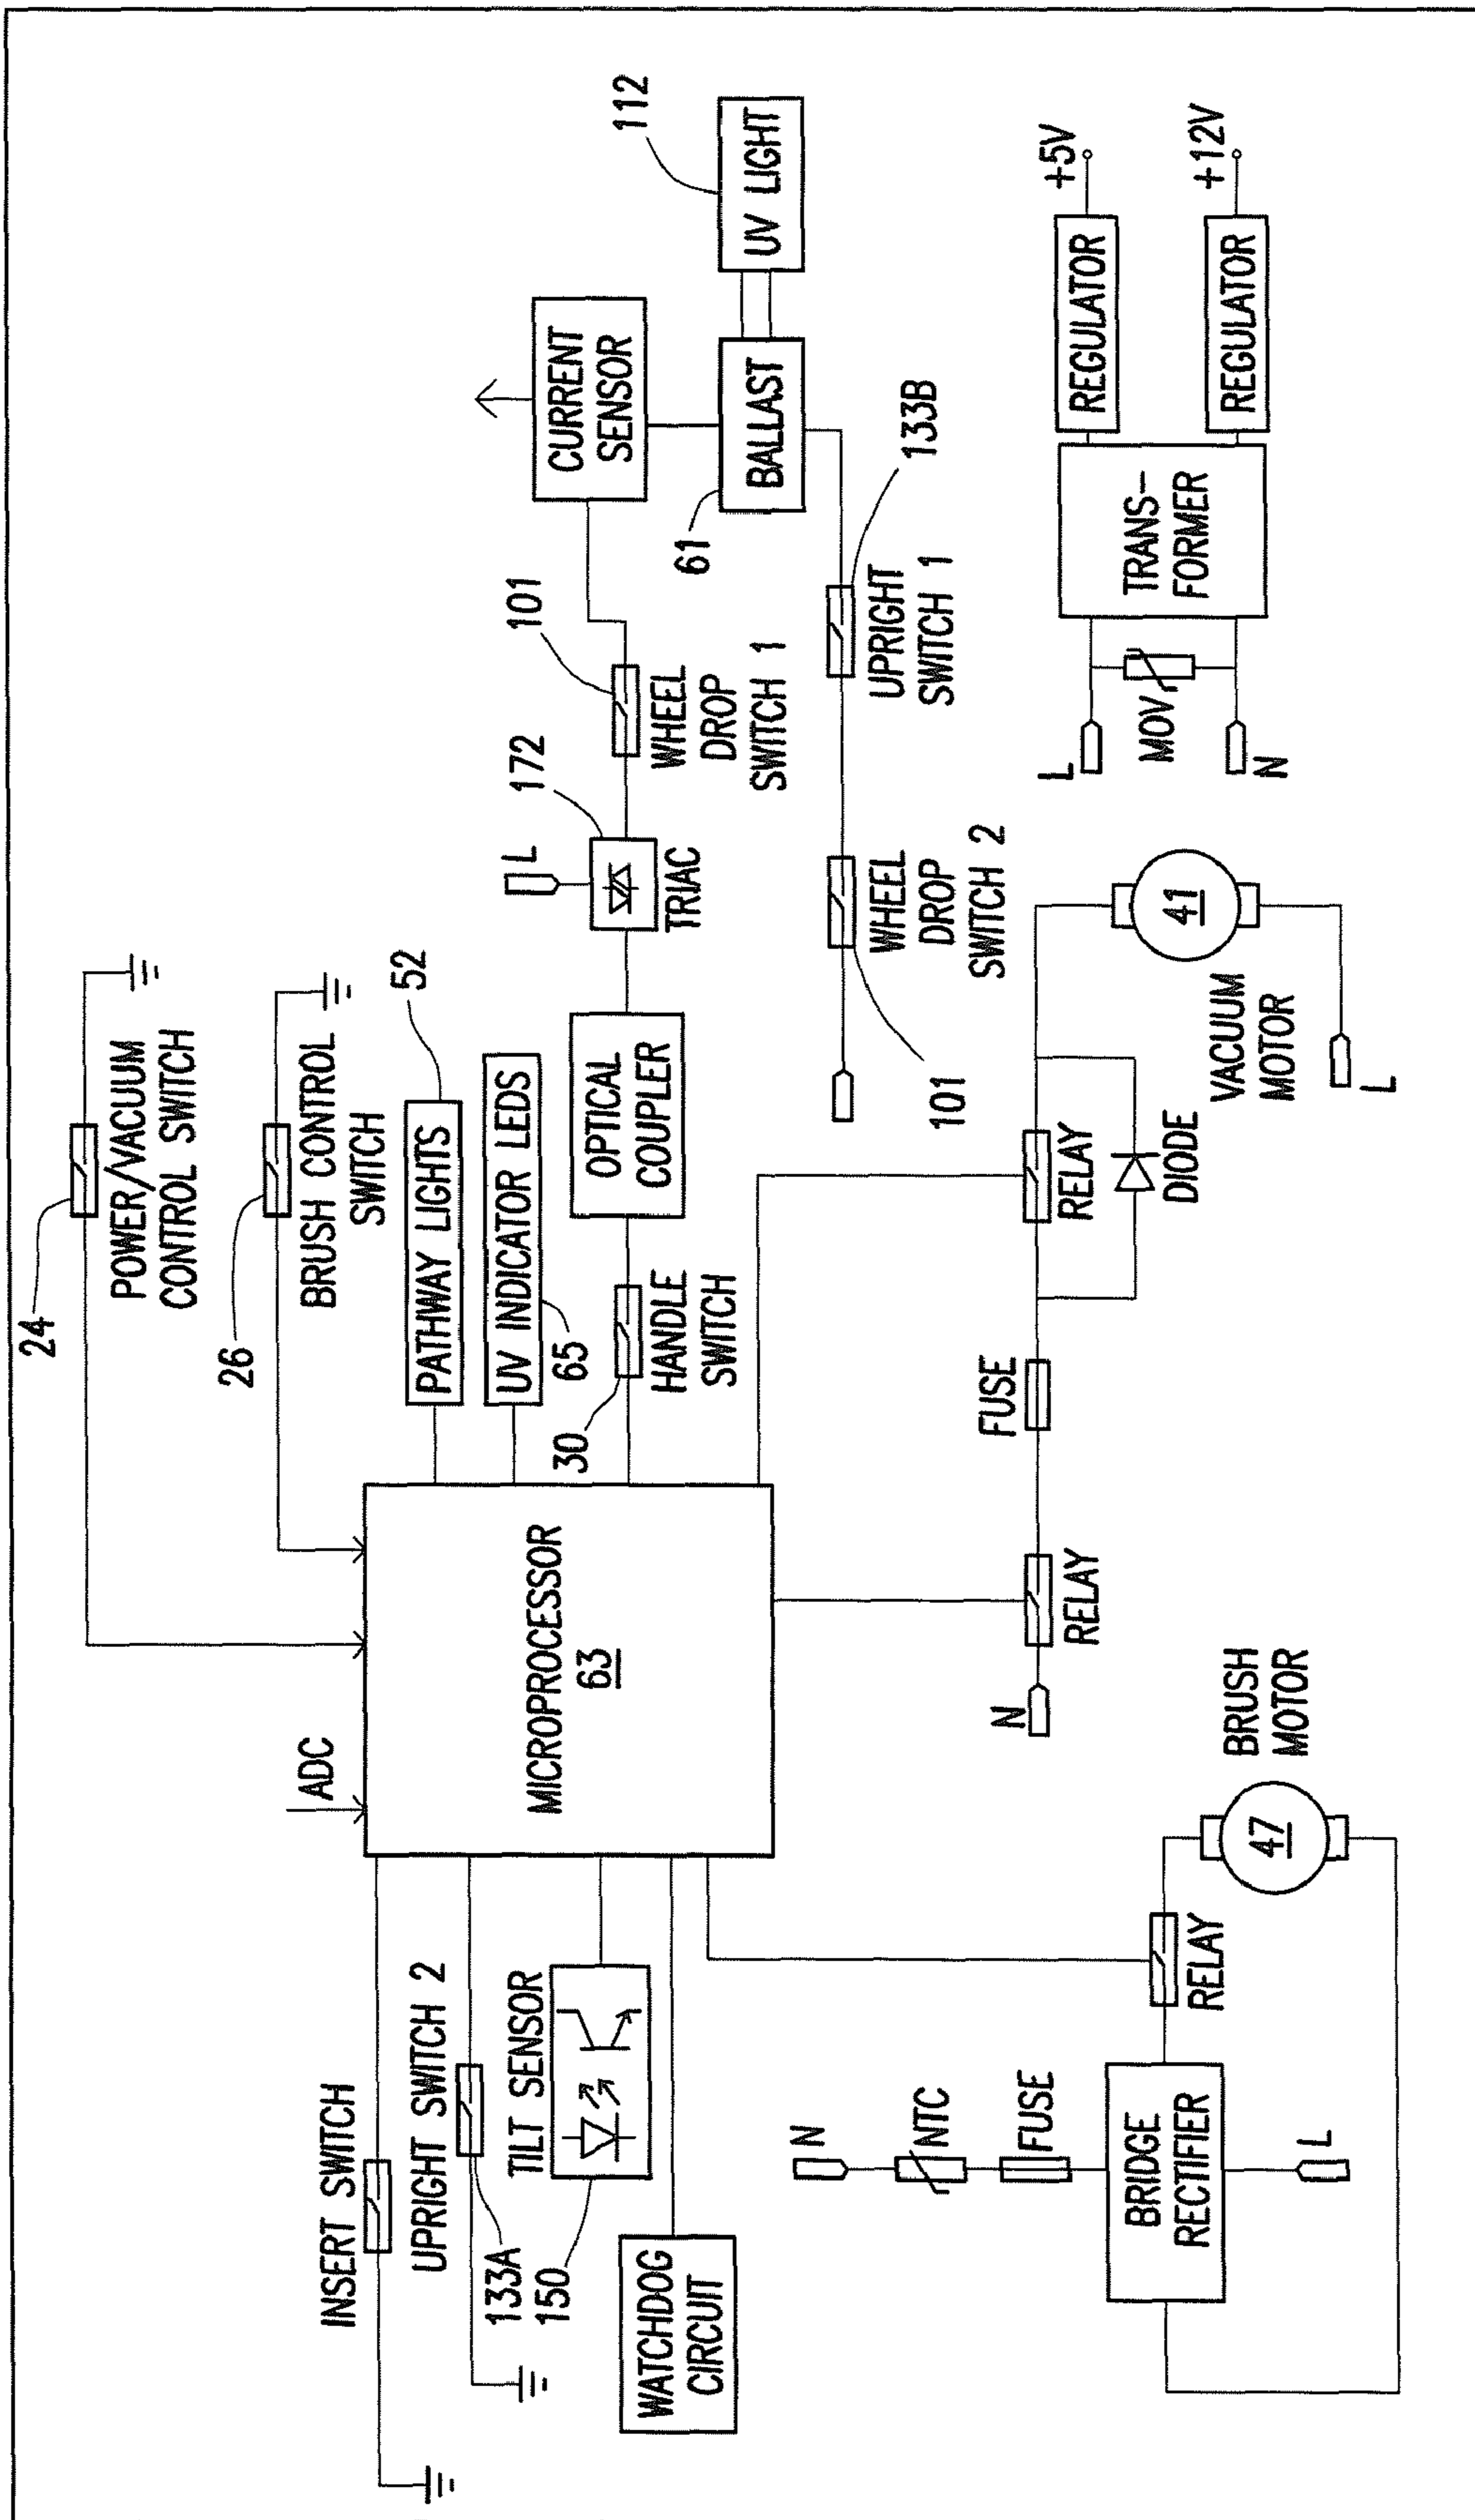 24
POWER/VACUUM
CONTROL SWITCH
26
BRUSH CONTROL
SWITCH
ADC
INSERT SWITCH
UPRIGHT SWITCH 2
133A
TILT SENSOR
150
WATCHDOG
CIRCUIT
MICROPROCESSOR
63
PATHWAY LIGHTS
52
UV INDICATOR LEDS
65
30
HANDLE
SWITCH
OPTICAL
COUPLER
L
172
TRIAC
101
WHEEL
DROP
SWITCH 1
CURRENT
SENSOR
61
BALLAST
UV LIGHT
112
101
WHEEL
DROP
SWITCH 2
UPRIGHT
SWITCH 1
133B
N
NTC
FUSE
BRIDGE
RECTIFIER
L
RELAY
47
BRUSH
MOTOR
N
RELAY
FUSE
RELAY
DIODE
VACUUM
MOTOR
41
L
L
MOV
N
TRANS-
FORMER
REGULATOR
+5V
REGULATOR
+12V